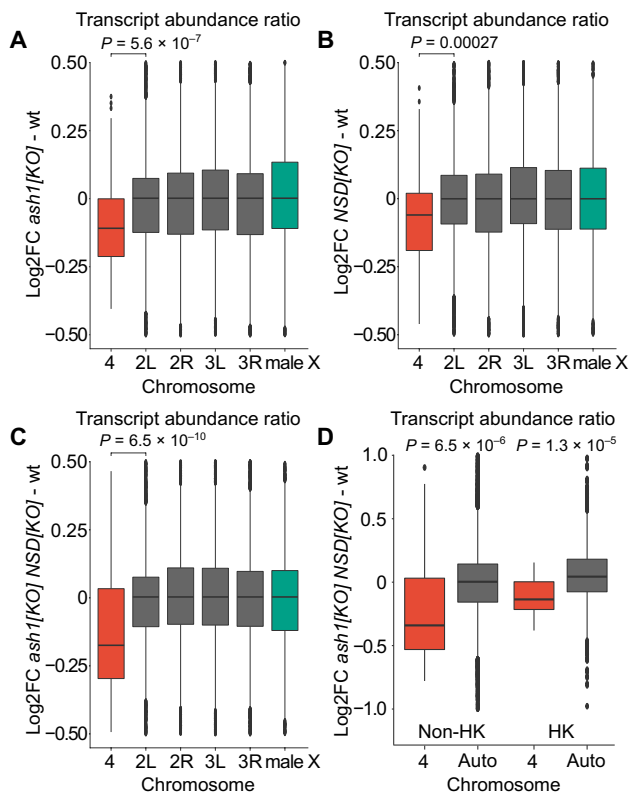 A
Transcript abundance ratio
P = 5.6 × 10⁻⁷
Log2FC ash1[KO] - wt
0.50
0.25
0
-0.25
-0.50
4 2L 2R 3L 3R male X
Chromosome
B
Transcript abundance ratio
P = 0.00027
Log2FC NSD[KO] - wt
0.50
0.25
0
-0.25
-0.50
4 2L 2R 3L 3R male X
Chromosome
C
Transcript abundance ratio
P = 6.5 × 10⁻¹⁰
Log2FC ash1[KO] NSD[KO] - wt
0.50
0.25
0
-0.25
-0.50
4 2L 2R 3L 3R male X
Chromosome
D
Transcript abundance ratio
P = 6.5 × 10⁻⁶ P = 1.3 × 10⁻⁵
Log2FC ash1[KO] NSD[KO] - wt
1.0
0.5
0
-0.5
-1.0
Non-HK HK
4 Auto 4 Auto
Chromosome